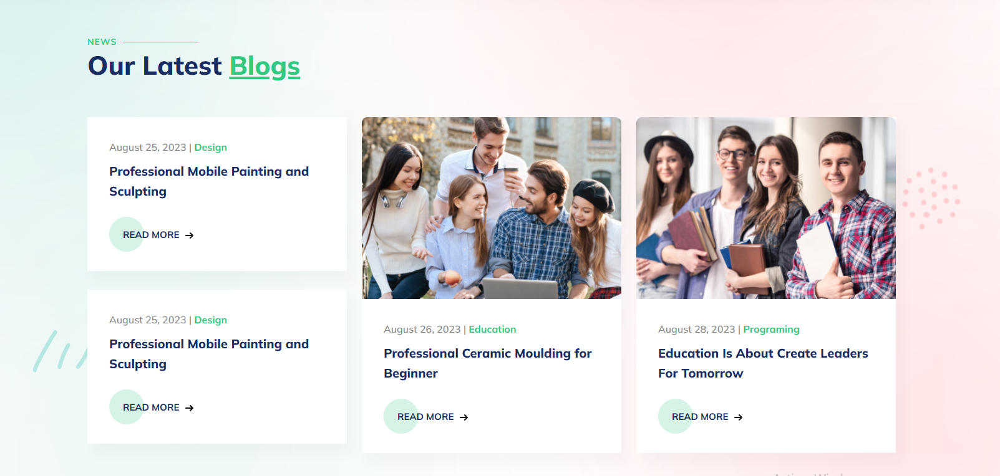 NEWS
Our Latest Blogs
August 25, 2023 | Design
Professional Mobile Painting and
Sculpting
READ MORE
August 25, 2023 | Design
Professional Mobile Painting and
Sculpting
READ MORE
August 26, 2023 | Education
Professional Ceramic Moulding for
Beginner
READ MORE
August 28, 2023 | Programing
Education Is About Create Leaders
For Tomorrow
READ MORE